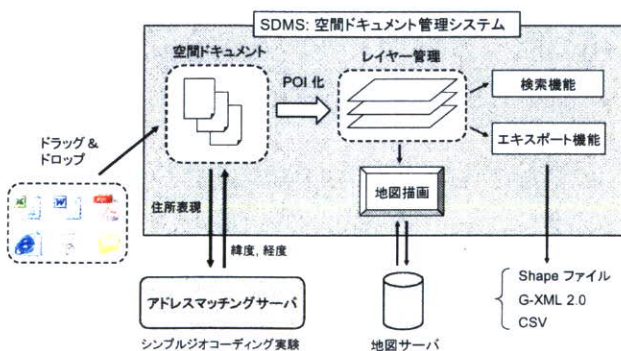 SDMS: 空間ドキュメント管理システム
空間ドキュメント
POI 化
レイヤー管理
検索機能
エキスポート機能
ドラッグ &
ドロップ
地図描画
住所表現
緯度, 経度
アドレスマッチングサーバ
シンプルジオコーディング実験
地図サーバ
Shape ファイル
G-XML 2.0
CSV